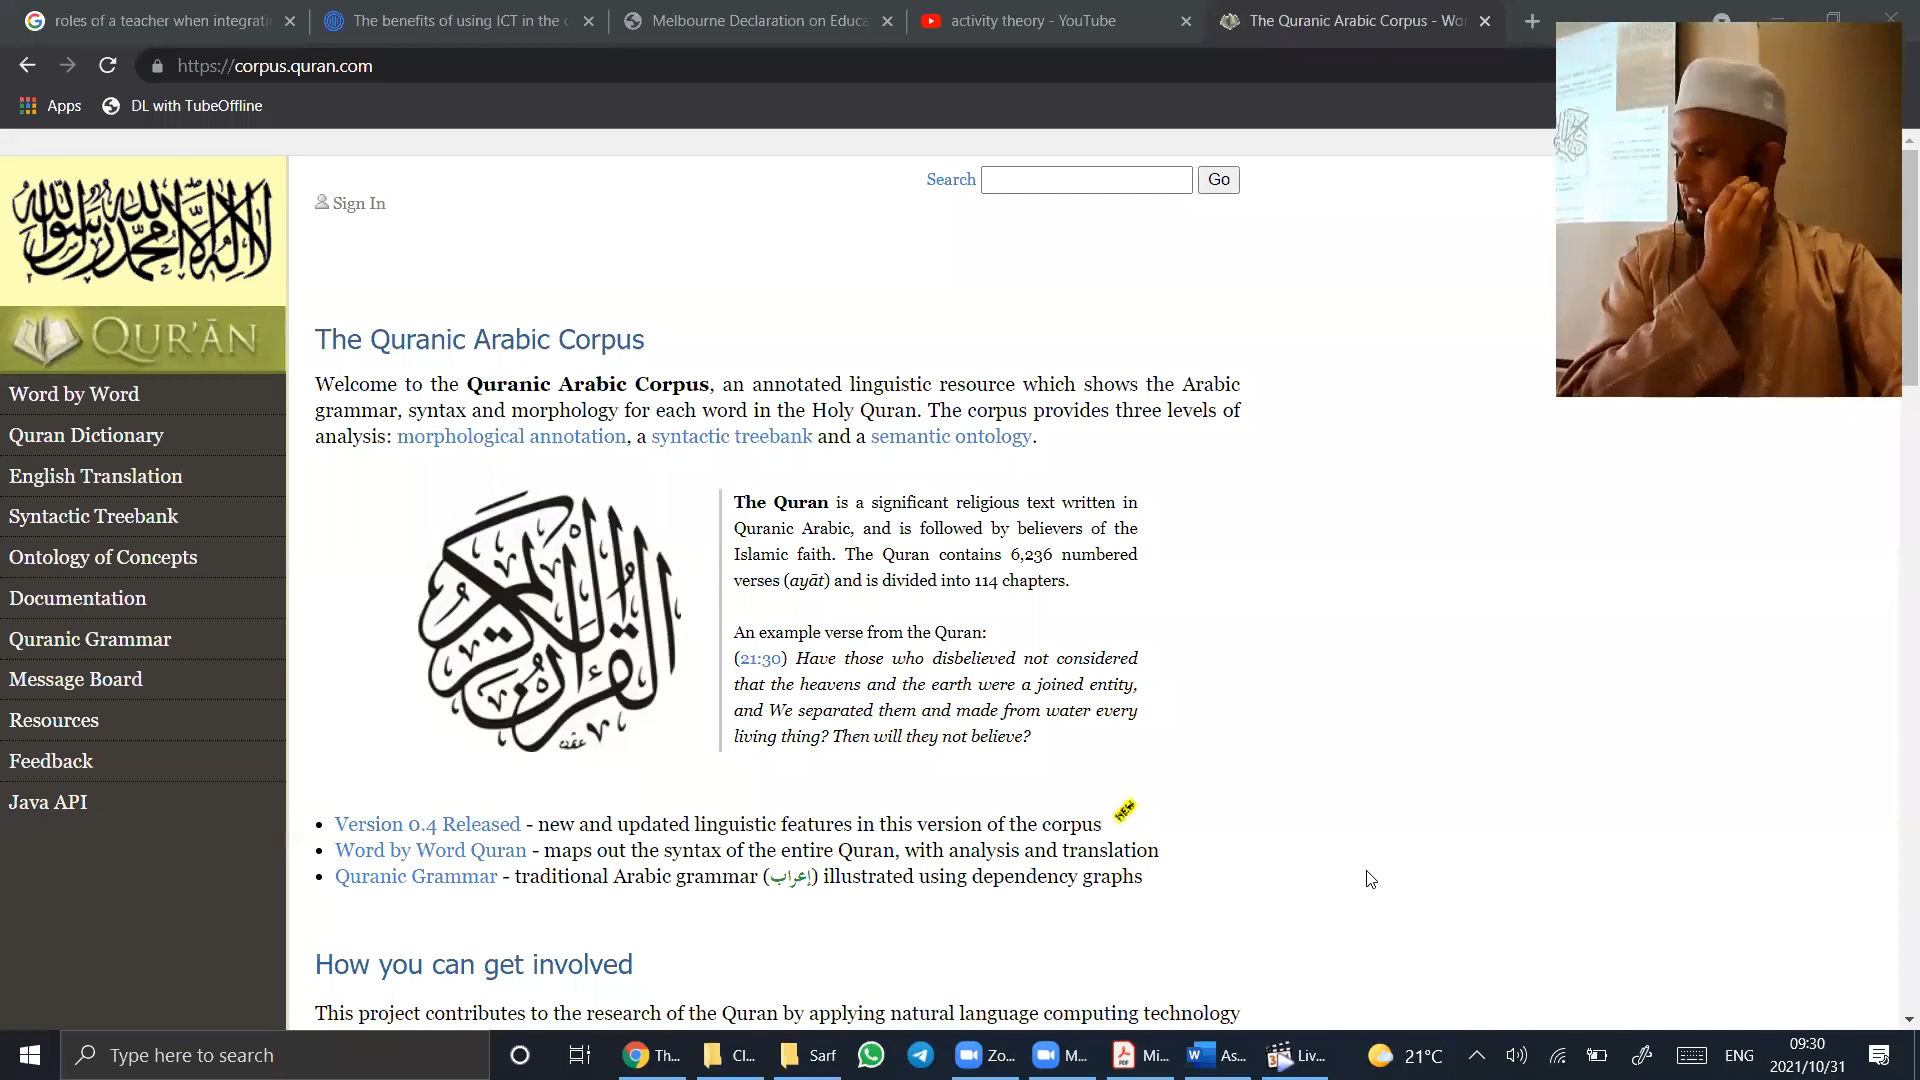 roles of a teacher when integrati
The benefits of using ICT in the c
Melbourne Declaration on Educa
activity theory - YouTube
The Quranic Arabic Corpus - Wor
https://corpus.quran.com
Apps
DL with TubeOffline
Search
Go
Sign In
لا إله إلا الله محمد رسول الله
QUR'ĀN
Word by Word
Quran Dictionary
English Translation
Syntactic Treebank
Ontology of Concepts
Documentation
Quranic Grammar
Message Board
Resources
Feedback
Java API
The Quranic Arabic Corpus
Welcome to the Quranic Arabic Corpus, an annotated linguistic resource which shows the Arabic
grammar, syntax and morphology for each word in the Holy Quran. The corpus provides three levels of
analysis: morphological annotation, a syntactic treebank and a semantic ontology.
القرآن الكريم
The Quran is a significant religious text written in
Quranic Arabic, and is followed by believers of the
Islamic faith. The Quran contains 6,236 numbered
verses (ayāt) and is divided into 114 chapters.
An example verse from the Quran:
(21:30) Have those who disbelieved not considered
that the heavens and the earth were a joined entity,
and We separated them and made from water every
living thing? Then will they not believe?
NEW
Version 0.4 Released - new and updated linguistic features in this version of the corpus
Word by Word Quran - maps out the syntax of the entire Quran, with analysis and translation
Quranic Grammar - traditional Arabic grammar (إعراب) illustrated using dependency graphs
How you can get involved
This project contributes to the research of the Quran by applying natural language computing technology
Type here to search
Th...
Cl...
Sarf
Zo...
M...
Mi...
As...
Liv...
21°C
ENG
09:30
2021/10/31